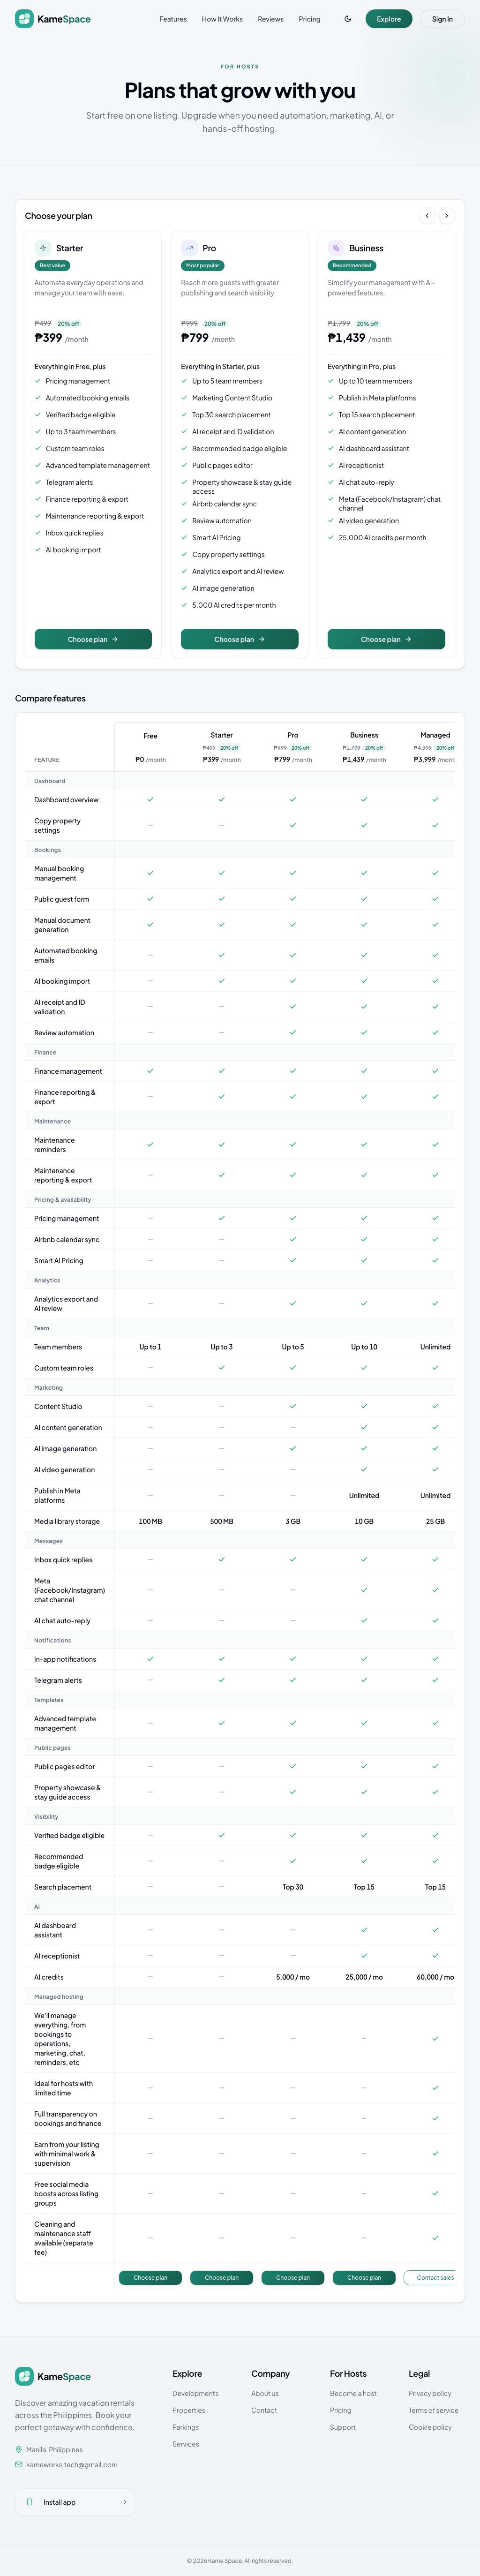 KameSpace
Features
How It Works
Reviews
Pricing
Explore
Sign In
FOR HOSTS
Plans that grow with you
Start free on one listing. Upgrade when you need automation, marketing, AI, or
hands-off hosting.
Choose your plan
Starter
Best value
Automate everyday operations and
manage your team with ease.
₱499 20% off
₱399 /month
Everything in Free, plus
Pricing management
Automated booking emails
Verified badge eligible
Up to 3 team members
Custom team roles
Advanced template management
Telegram alerts
Finance reporting & export
Maintenance reporting & export
Inbox quick replies
AI booking import
Choose plan
Pro
Most popular
Reach more guests with greater
publishing and search visibility.
₱999 20% off
₱799 /month
Everything in Starter, plus
Up to 5 team members
Marketing Content Studio
Top 30 search placement
AI receipt and ID validation
Recommended badge eligible
Public pages editor
Property showcase & stay guide
access
Airbnb calendar sync
Review automation
Smart AI Pricing
Copy property settings
Analytics export and AI review
AI image generation
5,000 AI credits per month
Choose plan
Business
Recommended
Simplify your management with AI-
powered features.
₱1,799 20% off
₱1,439 /month
Everything in Pro, plus
Up to 10 team members
Publish in Meta platforms
Top 15 search placement
AI content generation
AI dashboard assistant
AI receptionist
AI chat auto-reply
Meta (Facebook/Instagram) chat
channel
AI video generation
25,000 AI credits per month
Choose plan
Compare features
FEATURE
Free
₱0 /month
Starter
₱499 20% off
₱399 /month
Pro
₱999 20% off
₱799 /month
Business
₱1,799 20% off
₱1,439 /month
Managed
₱4,999 20% off
₱3,999 /month
Dashboard
Dashboard overview
Copy property
settings
— —
Bookings
Manual booking
management
Public guest form
Manual document
generation
Automated booking
emails
—
AI booking import —
AI receipt and ID
validation
— —
Review automation — —
Finance
Finance management
Finance reporting &
export
—
Maintenance
Maintenance
reminders
Maintenance
reporting & export
—
Pricing & availability
Pricing management —
Airbnb calendar sync — —
Smart AI Pricing — —
Analytics
Analytics export and
AI review
— —
Team
Team members Up to 1 Up to 3 Up to 5 Up to 10 Unlimited
Custom team roles —
Marketing
Content Studio — —
AI content generation — — —
AI image generation — —
AI video generation — — —
Publish in Meta
platforms
— — — Unlimited Unlimited
Media library storage 100 MB 500 MB 3 GB 10 GB 25 GB
Messages
Inbox quick replies —
Meta
(Facebook/Instagram)
chat channel
— — —
AI chat auto-reply — — —
Notifications
In-app notifications
Telegram alerts —
Templates
Advanced template
management
—
Public pages
Public pages editor — —
Property showcase &
stay guide access
— —
Visibility
Verified badge eligible —
Recommended
badge eligible
— —
Search placement — — Top 30 Top 15 Top 15
AI
AI dashboard
assistant
— — —
AI receptionist — — —
AI credits — — 5,000 / mo 25,000 / mo 60,000 / mo
Managed hosting
We'll manage
everything, from
bookings to
operations,
marketing, chat,
reminders, etc
— — — —
Ideal for hosts with
limited time
— — — —
Full transparency on
bookings and finance
— — — —
Earn from your listing
with minimal work &
supervision
— — — —
Free social media
boosts across listing
groups
— — — —
Cleaning and
maintenance staff
available (separate
fee)
— — — —
Choose plan Choose plan Choose plan Choose plan Contact sales
KameSpace
Discover amazing vacation rentals
across the Philippines. Book your
perfect getaway with confidence.
Manila, Philippines
kameworks.tech@gmail.com
Install app
Explore
Developments
Properties
Parkings
Services
Company
About us
Contact
For Hosts
Become a host
Pricing
Support
Legal
Privacy policy
Terms of service
Cookie policy
© 2026 Kame Space. All rights reserved.